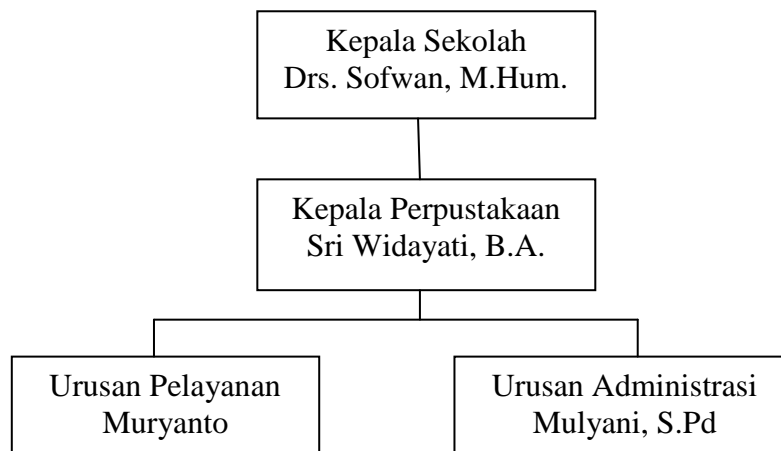 Kepala Sekolah
Drs. Sofwan, M.Hum.
Kepala Perpustakaan
Sri Widayati, B.A.
Urusan Pelayanan
Muryanto
Urusan Administrasi
Mulyani, S.Pd